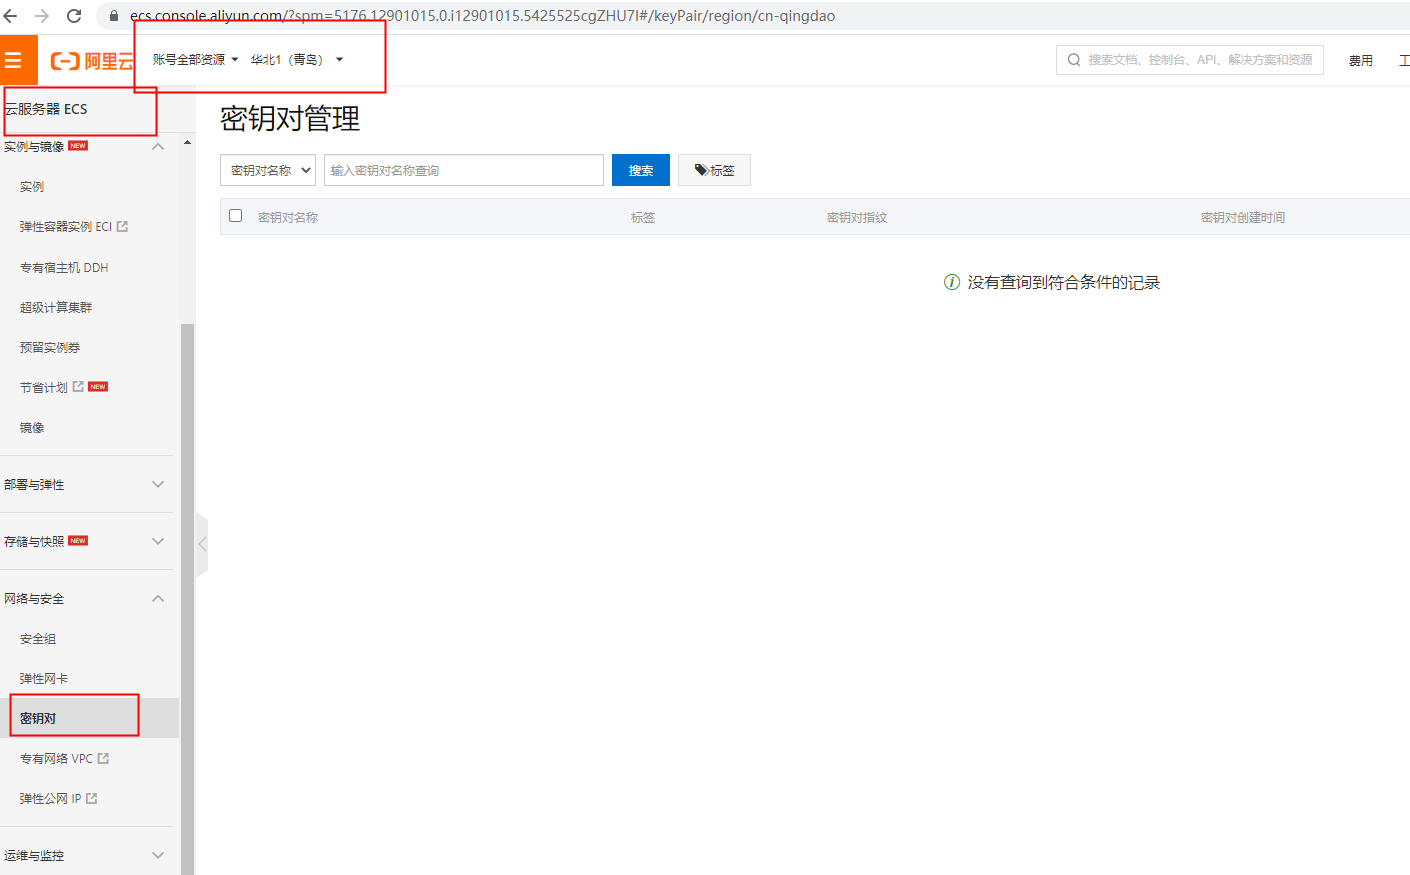 ecs.console.aliyun.com/?spm=5176.12901015.0.i12901015.5425525cgZHU7I#/keyPair/region/cn-qingdao
阿里云
账号全部资源
华北1（青岛）
搜索文档、控制台、API、解决方案和资源
费用
工
云服务器 ECS
密钥对管理
实例与镜像 NEW
密钥对名称
输入密钥对名称查询
搜索
标签
实例
密钥对名称
标签
密钥对指纹
密钥对创建时间
弹性容器实例 ECI
专有宿主机 DDH
没有查询到符合条件的记录
超级计算集群
预留实例券
节省计划 NEW
镜像
部署与弹性
存储与快照 NEW
网络与安全
安全组
弹性网卡
密钥对
专有网络 VPC
弹性公网 IP
运维与监控